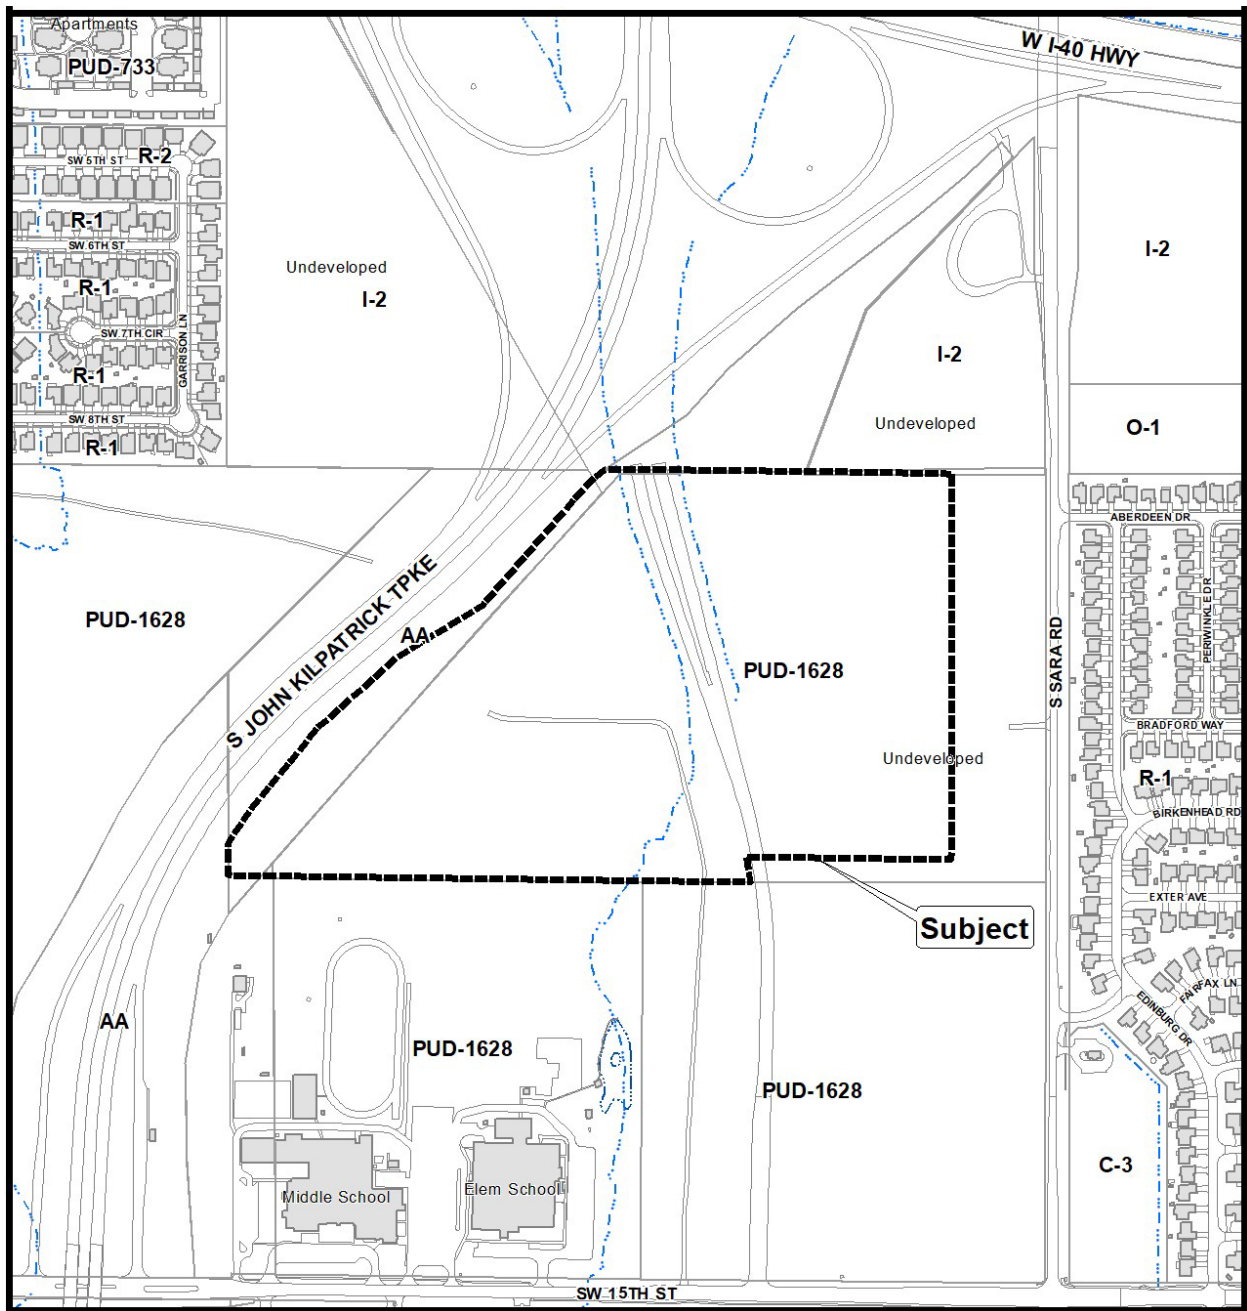 Apartments
PUD-733
W I-40 HWY
SW 5TH ST
R-2
R-1
SW 6TH ST
I-2
Undeveloped
R-1
I-2
SW 7TH CIR
GARRISON LN
I-2
R-1
SW 8TH ST
Undeveloped
O-1
R-1
ABERDEEN DR
S JOHN KILPATRICK TPKE
PERIWINKLE DR
PUD-1628
AA
S SARA RD
PUD-1628
BRADFORD WAY
Undeveloped
R-1
BIRKENHEAD RD
EXTER AVE
Subject
FAIRFAX LN
EDINBURG DR
AA
PUD-1628
PUD-1628
C-3
Middle School
Elem School
SW 15TH ST